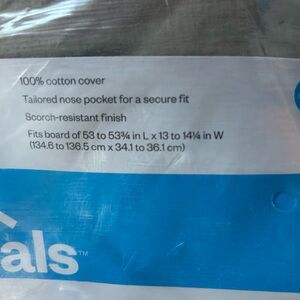 100% cotton cover
Tailored nose pocket for a secure fit
Scorch-resistant finish
Fits board of 53 to 53¾ in L x 13 to 14¼ in W
(134.6 to 136.5 cm x 34.1 to 36.1 cm)
als™